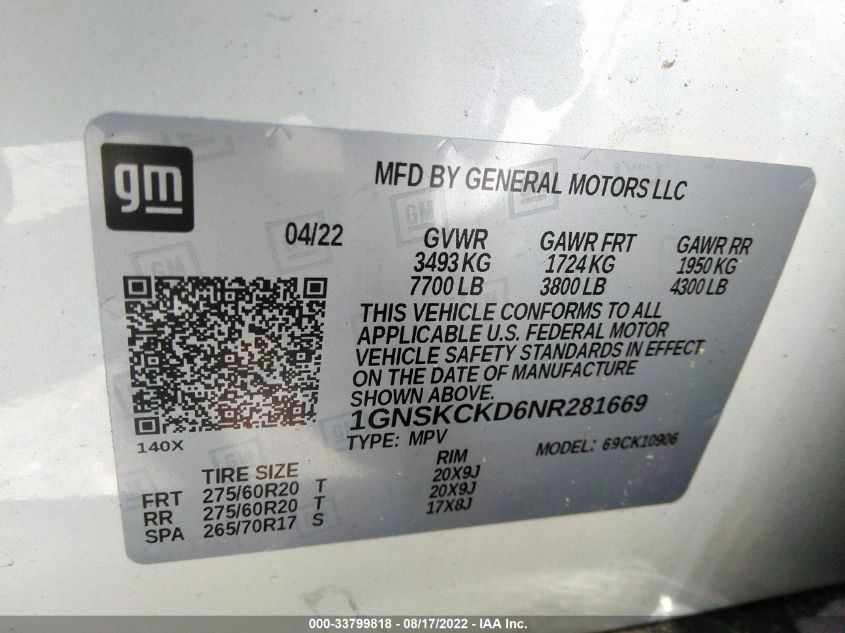 gm
MFD BY GENERAL MOTORS LLC
04/22 GVWR GAWR FRT GAWR RR
3493 KG 1724 KG 1950 KG
7700 LB 3800 LB 4300 LB
THIS VEHICLE CONFORMS TO ALL
APPLICABLE U.S. FEDERAL MOTOR
VEHICLE SAFETY STANDARDS IN EFFECT
ON THE DATE OF MANUFACTURE
SHOWN ABOVE.
1GNSKCKD6NR281669
140X
TYPE: MPV MODEL: 69CK10906
TIRE SIZE RIM
FRT 275/60R20 T 20X9J
RR 275/60R20 T 20X9J
SPA 265/70R17 S 17X8J
000-33799818 - 08/17/2022 - IAA Inc.